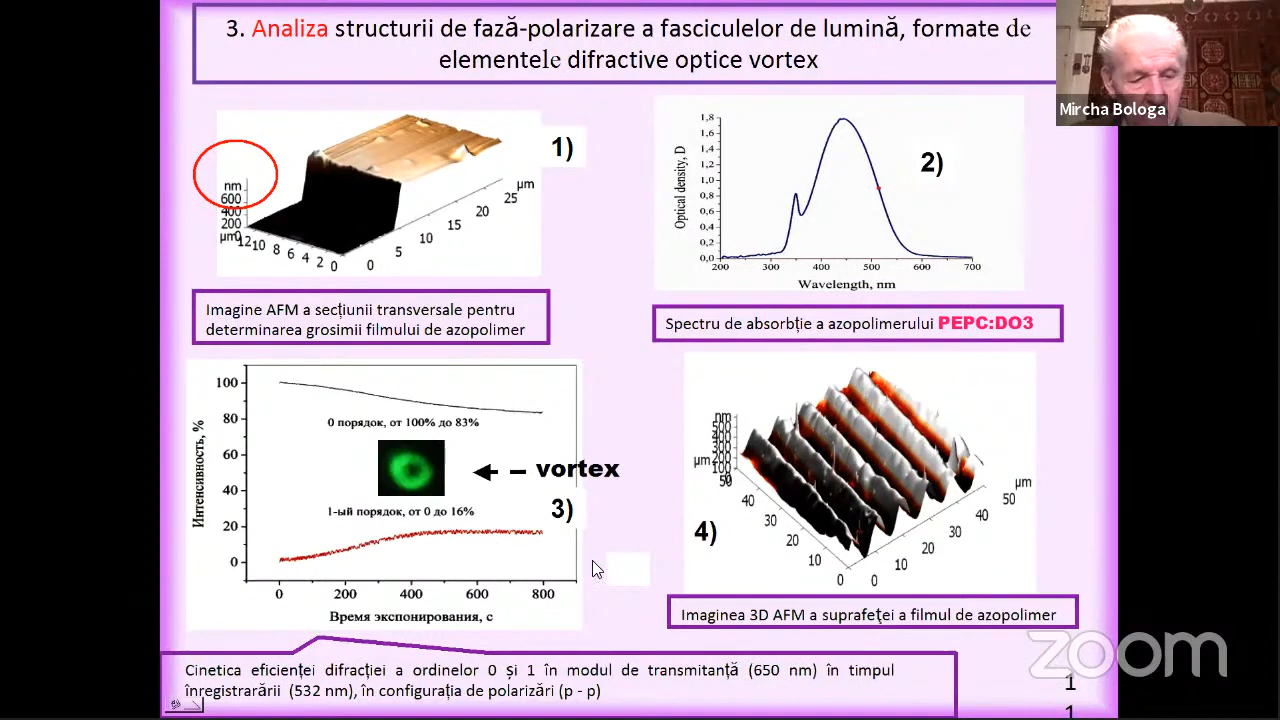 3. Analiza structurii de fază-polarizare a fasciculelor de lumină, formate de
elementele difractive optice vortex
Mircha Bologa
1)
nm
600
400
200
µm
0
12 10 8 6 4 2 0
0 5 10 15 20 25
µm
Imagine AFM a secțiunii transversale pentru
determinarea grosimii filmului de azopolimer
2)
Optical density, D
1,8
1,6
1,4
1,2
1,0
0,8
0,6
0,4
0,2
0,0
200 300 400 500 600 700
Wavelength, nm
Spectru de absorbție a azopolimerului PEPC:DO3
Интенсивность, %
100
80
60
40
20
0
0 порядок, от 100% до 83%
vortex
1-ый порядок, от 0 до 16%
3)
0 200 400 600 800
Время экспонирования, с
4)
nm
500
400
300
200
100
µm
50
40
30
20
10
0
0 10 20 30 40 50
µm
Imaginea 3D AFM a suprafeţei a filmul de azopolimer
Cinetica eficienței difracției a ordinelor 0 și 1 în modul de transmitanță (650 nm) în timpul
înregistrarării (532 nm), în configurația de polarizări (p - p)
zoom
1
1